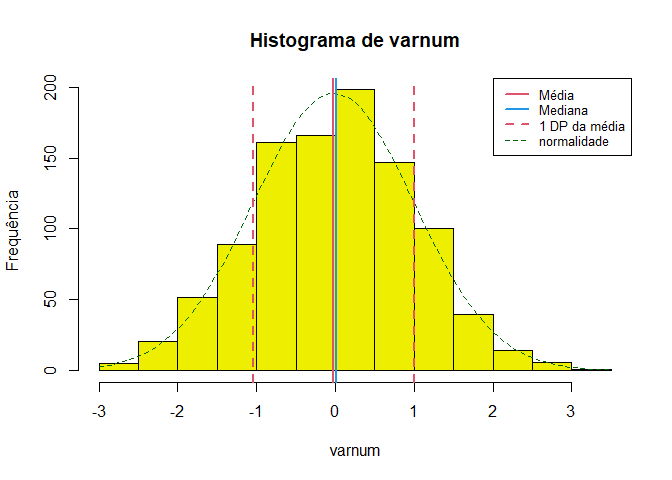 Histograma de varnum
Média
Mediana
1 DP da média
normalidade
Frequência
200
150
100
50
0
-3 -2 -1 0 1 2 3
varnum